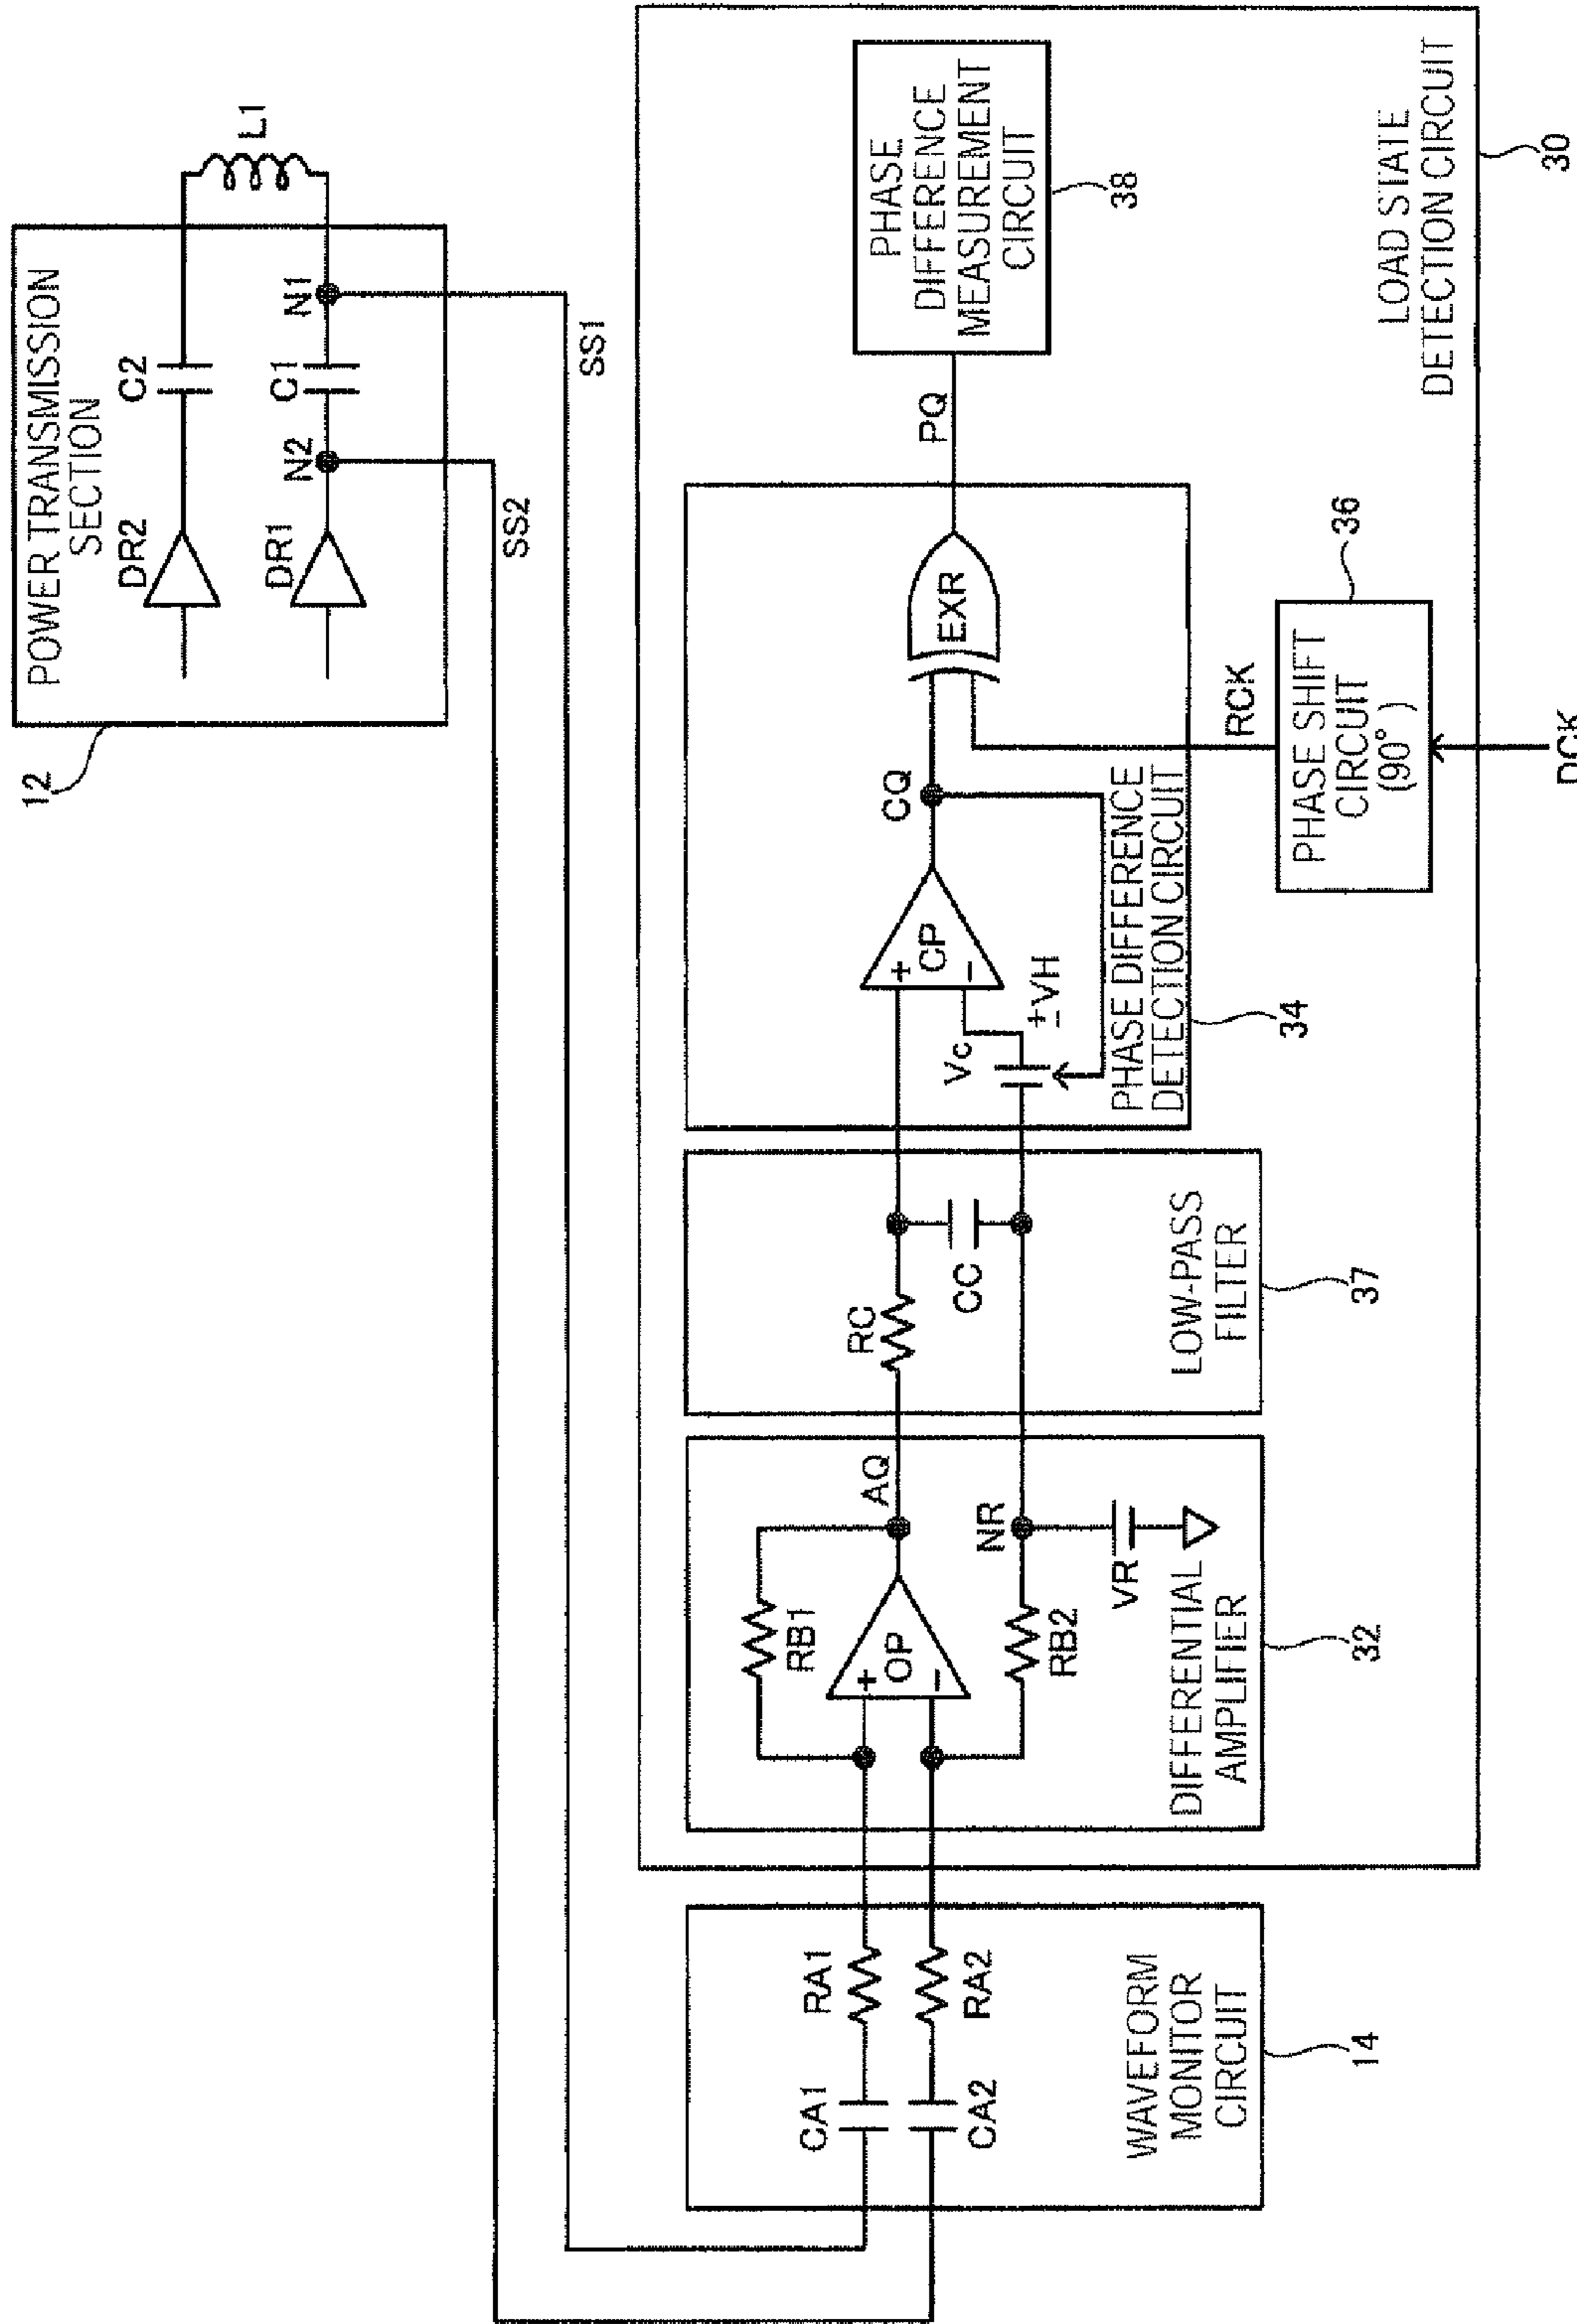 12
POWER TRANSMISSION
SECTION
DR2
C2
DR1
N2
C1
N1
L1
SS2
SS1
CA1
RA1
CA2
RA2
WAVEFORM
MONITOR
CIRCUIT
14
RB1
+
OP
−
AQ
RB2
NR
VR
DIFFERENTIAL
AMPLIFIER
32
RC
CC
LOW-PASS
FILTER
37
+
CP
−
CQ
EXR
Vc
±VH
PHASE DIFFERENCE
DETECTION CIRCUIT
34
PQ
PHASE
DIFFERENCE
MEASUREMENT
CIRCUIT
38
RCK
36
PHASE SHIFT
CIRCUIT
(90°)
DCK
LOAD STATE
DETECTION CIRCUIT
30